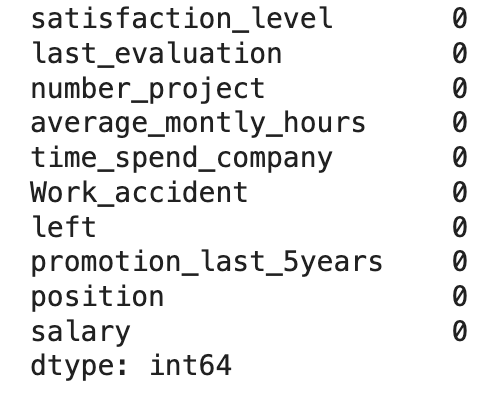 satisfaction_level 0
last_evaluation 0
number_project 0
average_montly_hours 0
time_spend_company 0
Work_accident 0
left 0
promotion_last_5years 0
position 0
salary 0
dtype: int64